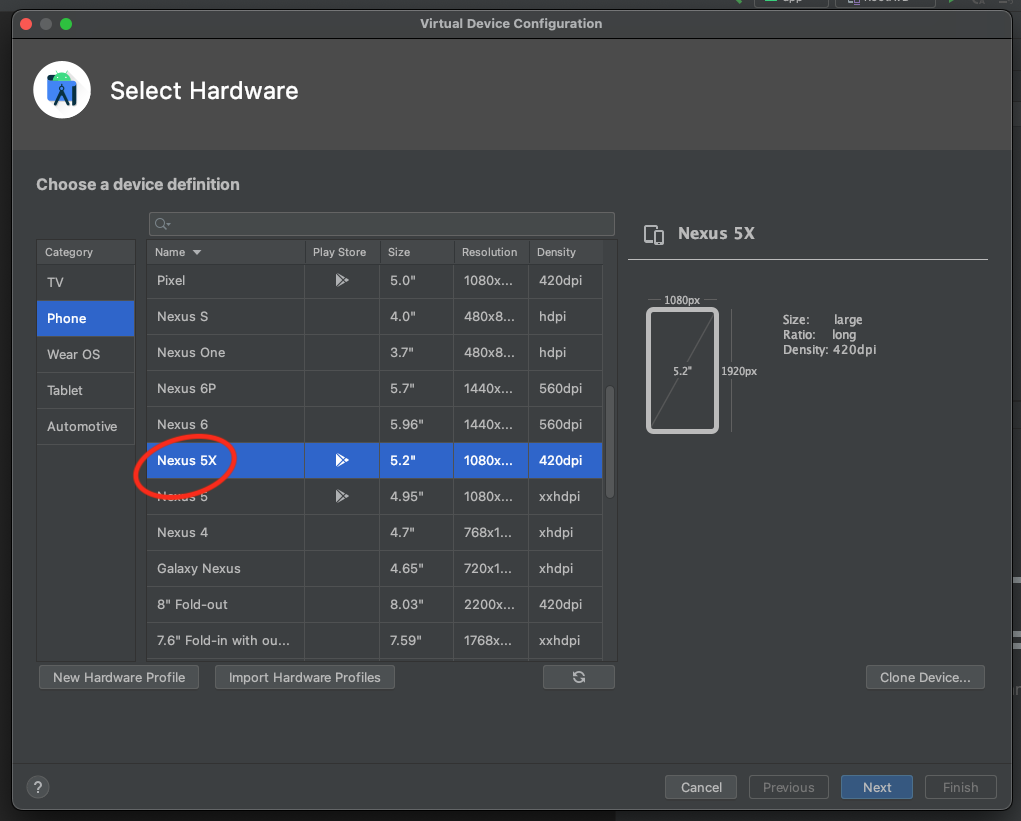 Virtual Device Configuration
Select Hardware
Choose a device definition
Category
TV
Phone
Wear OS
Tablet
Automotive
Name Play Store Size Resolution Density
Pixel 5.0" 1080x... 420dpi
Nexus S 4.0" 480x8... hdpi
Nexus One 3.7" 480x8... hdpi
Nexus 6P 5.7" 1440x... 560dpi
Nexus 6 5.96" 1440x... 560dpi
Nexus 5X 5.2" 1080x... 420dpi
Nexus 5 4.95" 1080x... xxhdpi
Nexus 4 4.7" 768x1... xhdpi
Galaxy Nexus 4.65" 720x1... xhdpi
8" Fold-out 8.03" 2200x... 420dpi
7.6" Fold-in with ou... 7.59" 1768x... xxhdpi
Nexus 5X
1080px
5.2"
1920px
Size: large
Ratio: long
Density: 420dpi
New Hardware Profile Import Hardware Profiles Clone Device...
? Cancel Previous Next Finish